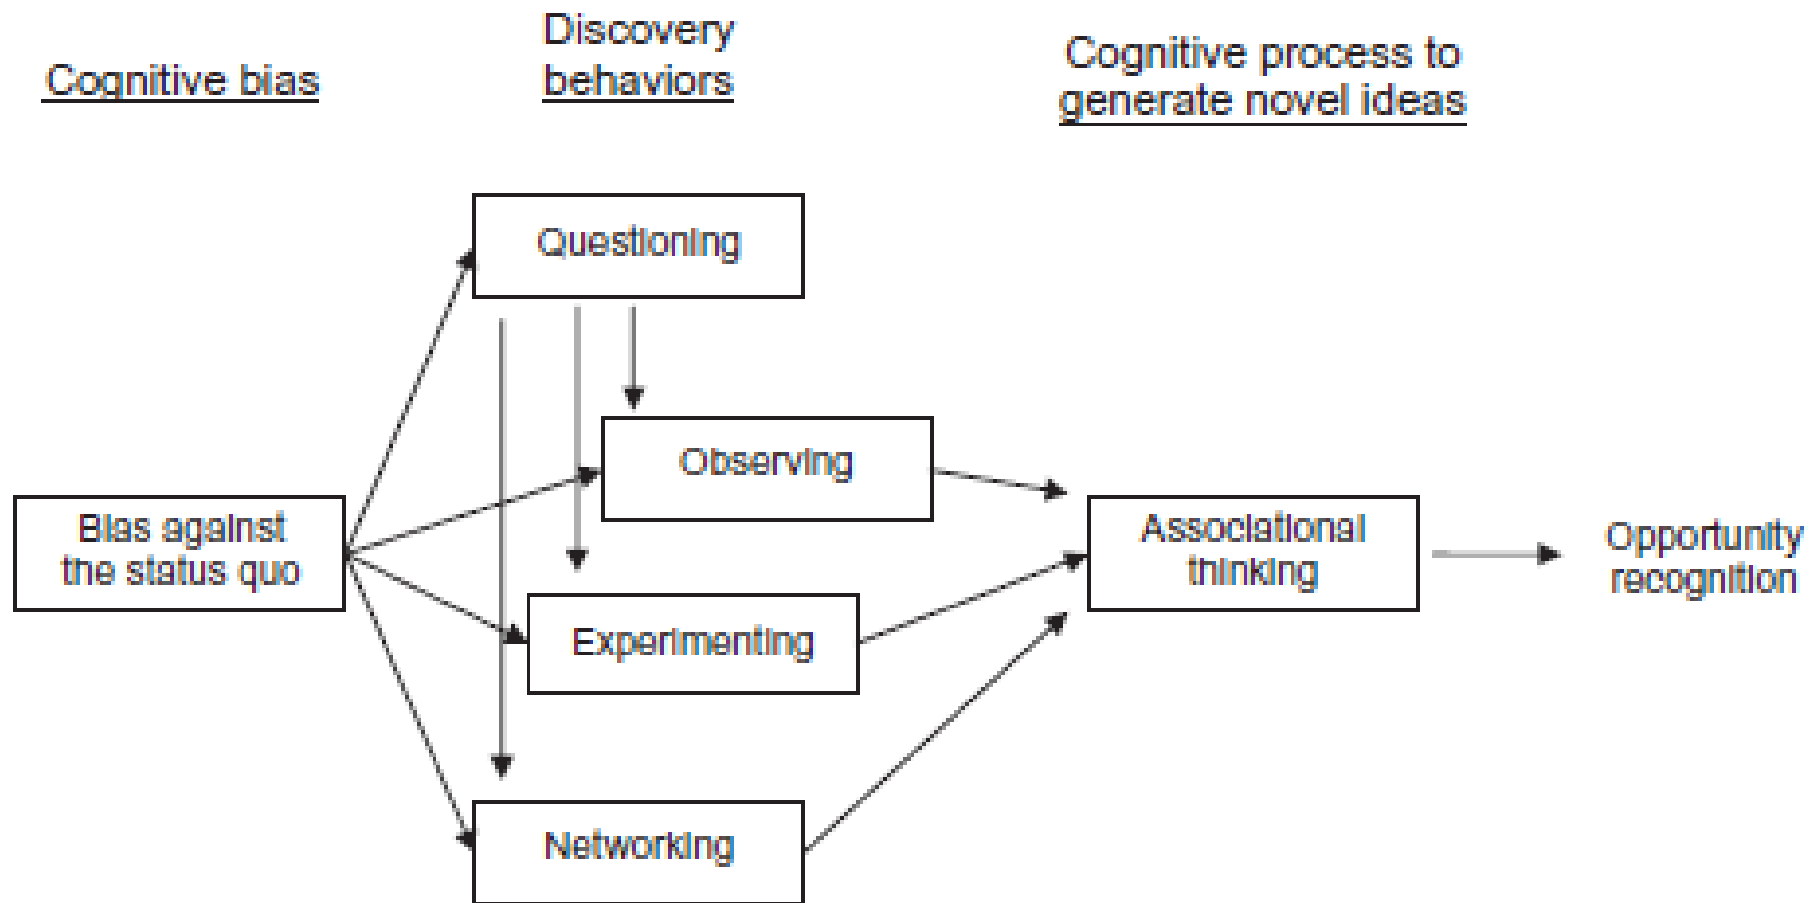 Cognitive bias
Discovery
behaviors
Cognitive process to
generate novel ideas
Questioning
Observing
Bias against
the status quo
Associational
thinking
Opportunity
recognition
Experimenting
Networking